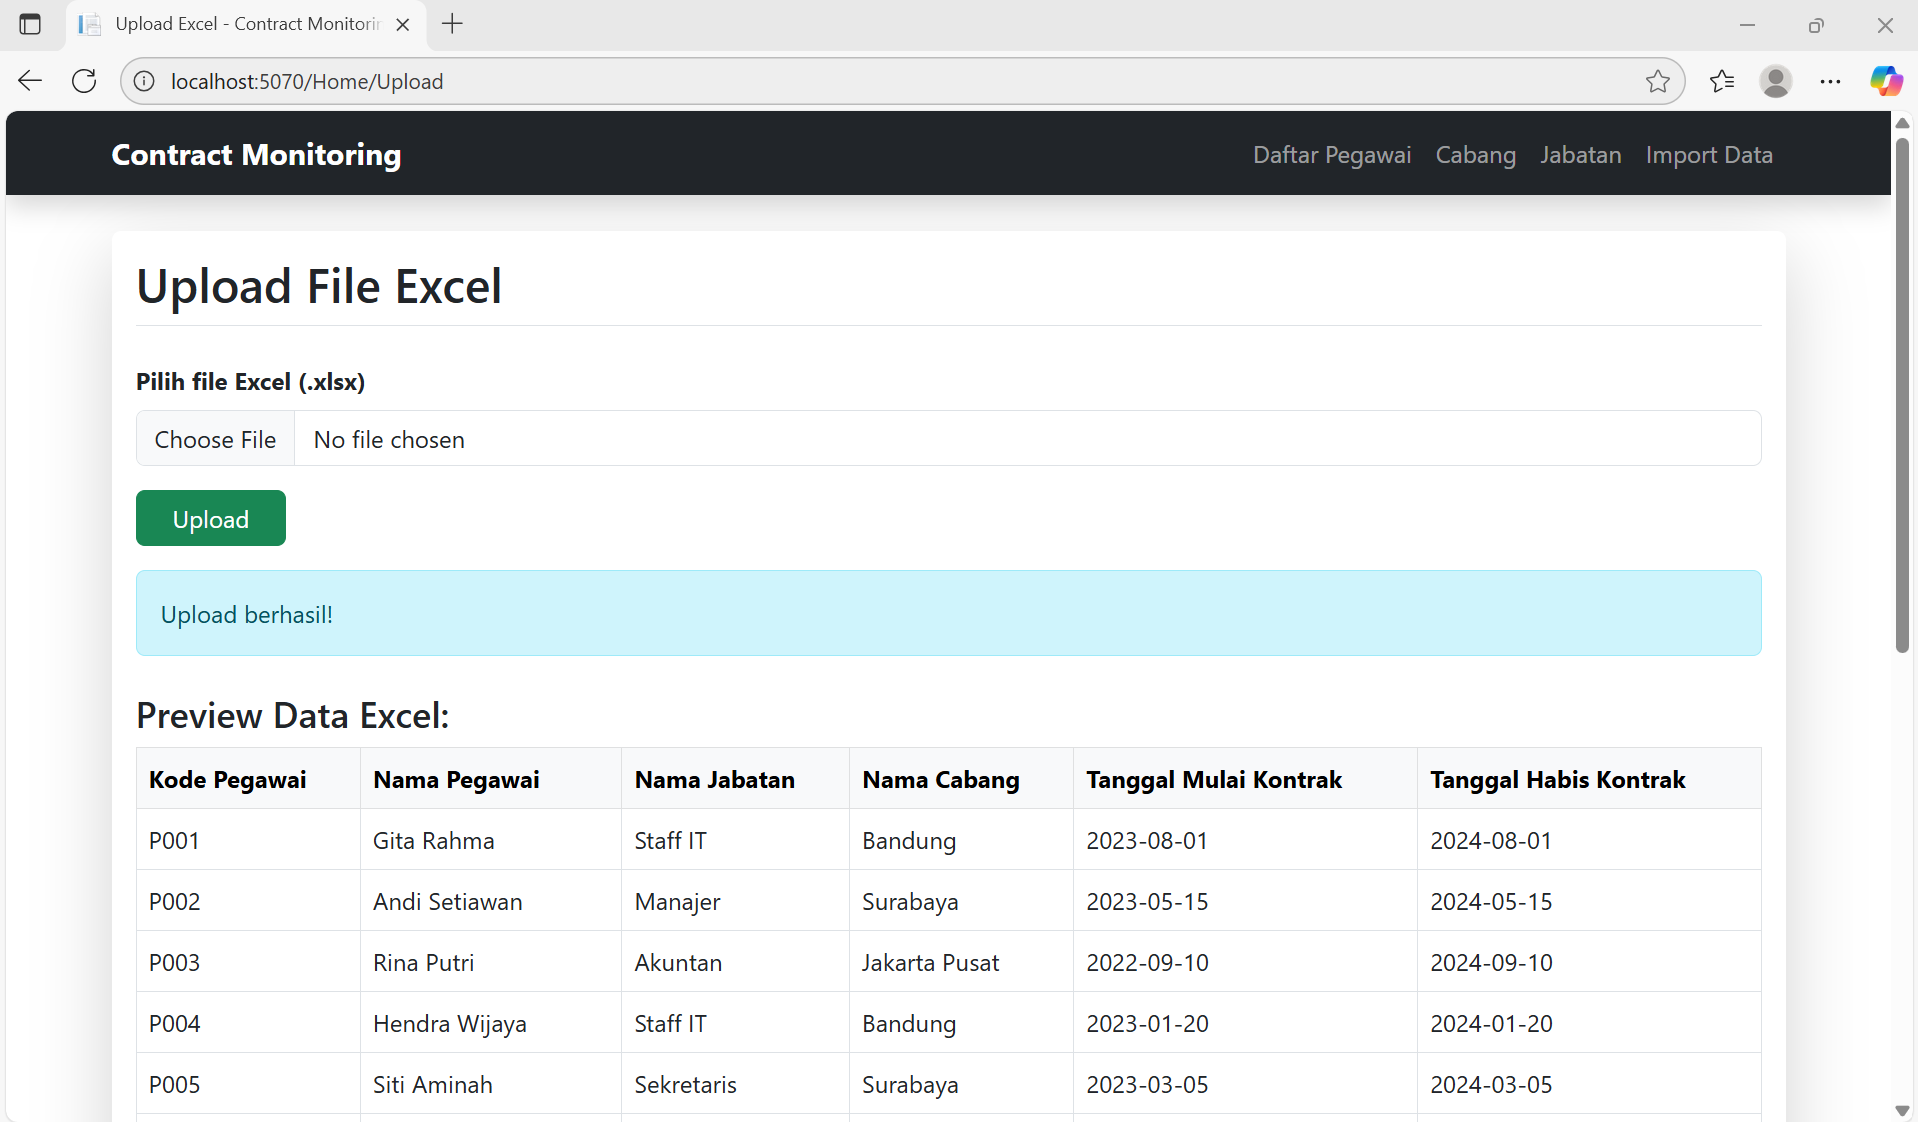 Upload Excel - Contract Monitorin
localhost:5070/Home/Upload
Contract Monitoring
Daftar Pegawai Cabang Jabatan Import Data
Upload File Excel
Pilih file Excel (.xlsx)
Choose File No file chosen
Upload
Upload berhasil!
Preview Data Excel:
Kode Pegawai Nama Pegawai Nama Jabatan Nama Cabang Tanggal Mulai Kontrak Tanggal Habis Kontrak
P001 Gita Rahma Staff IT Bandung 2023-08-01 2024-08-01
P002 Andi Setiawan Manajer Surabaya 2023-05-15 2024-05-15
P003 Rina Putri Akuntan Jakarta Pusat 2022-09-10 2024-09-10
P004 Hendra Wijaya Staff IT Bandung 2023-01-20 2024-01-20
P005 Siti Aminah Sekretaris Surabaya 2023-03-05 2024-03-05